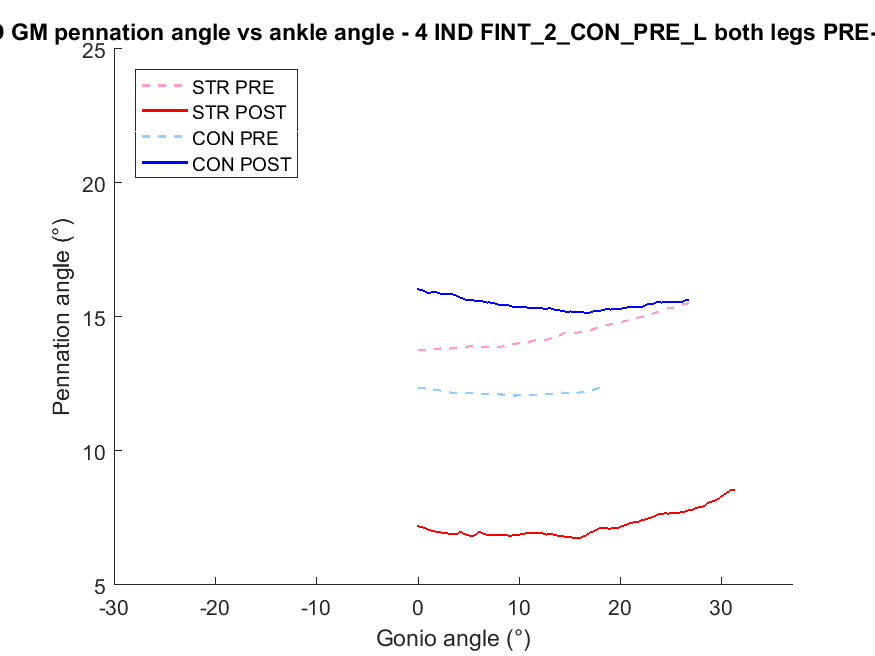 GM pennation angle vs ankle angle - 4 IND FINT_2_CON_PRE_L both legs PRE-
25
20
15
10
5
Pennation angle (°)
STR PRE
STR POST
CON PRE
CON POST
-30 -20 -10 0 10 20 30
Gonio angle (°)